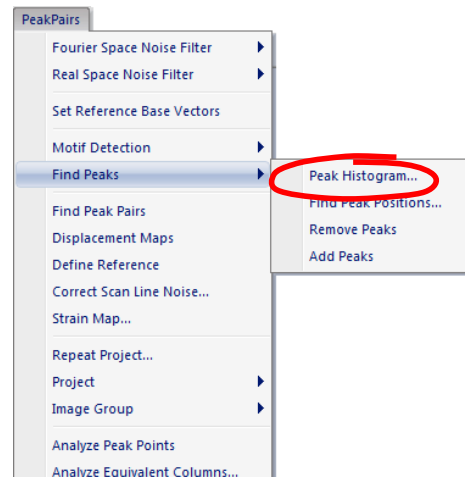 PeakPairs
Fourier Space Noise Filter
Real Space Noise Filter
Set Reference Base Vectors
Motif Detection
Find Peaks
Peak Histogram...
Find Peak Positions...
Remove Peaks
Add Peaks
Find Peak Pairs
Displacement Maps
Define Reference
Correct Scan Line Noise...
Strain Map...
Repeat Project...
Project
Image Group
Analyze Peak Points
Analyze Equivalent Columns...